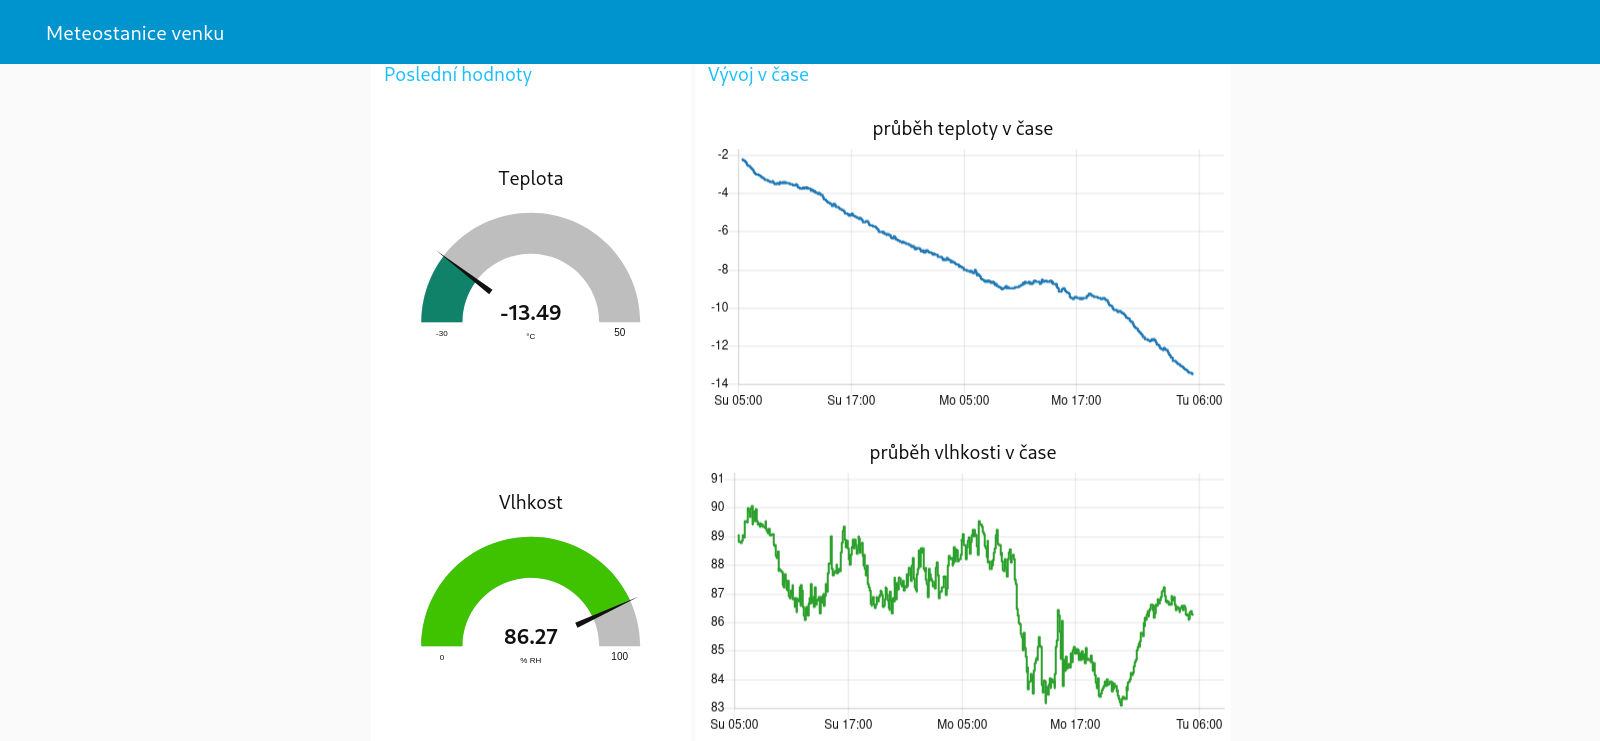 Meteostanice venku
Poslední hodnoty
Teplota
-13.49
°C
-30
50
Vlhkost
86.27
% RH
0
100
Vývoj v čase
průběh teploty v čase
-2
-4
-6
-8
-10
-12
-14
Su 05:00 Su 17:00 Mo 05:00 Mo 17:00 Tu 06:00
průběh vlhkosti v čase
91
90
89
88
87
86
85
84
83
Su 05:00 Su 17:00 Mo 05:00 Mo 17:00 Tu 06:00